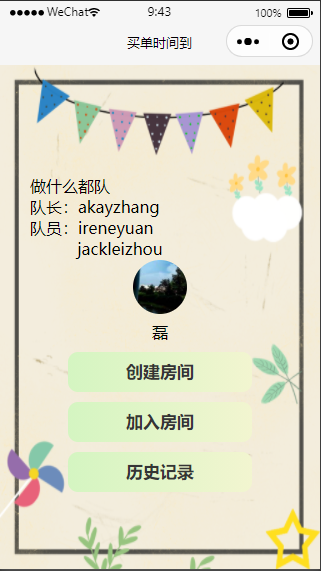 WeChat 9:43 100%
买单时间到
做什么都队
队长：akayzhang
队员：ireneyuan
jackleizhou
磊
创建房间
加入房间
历史记录